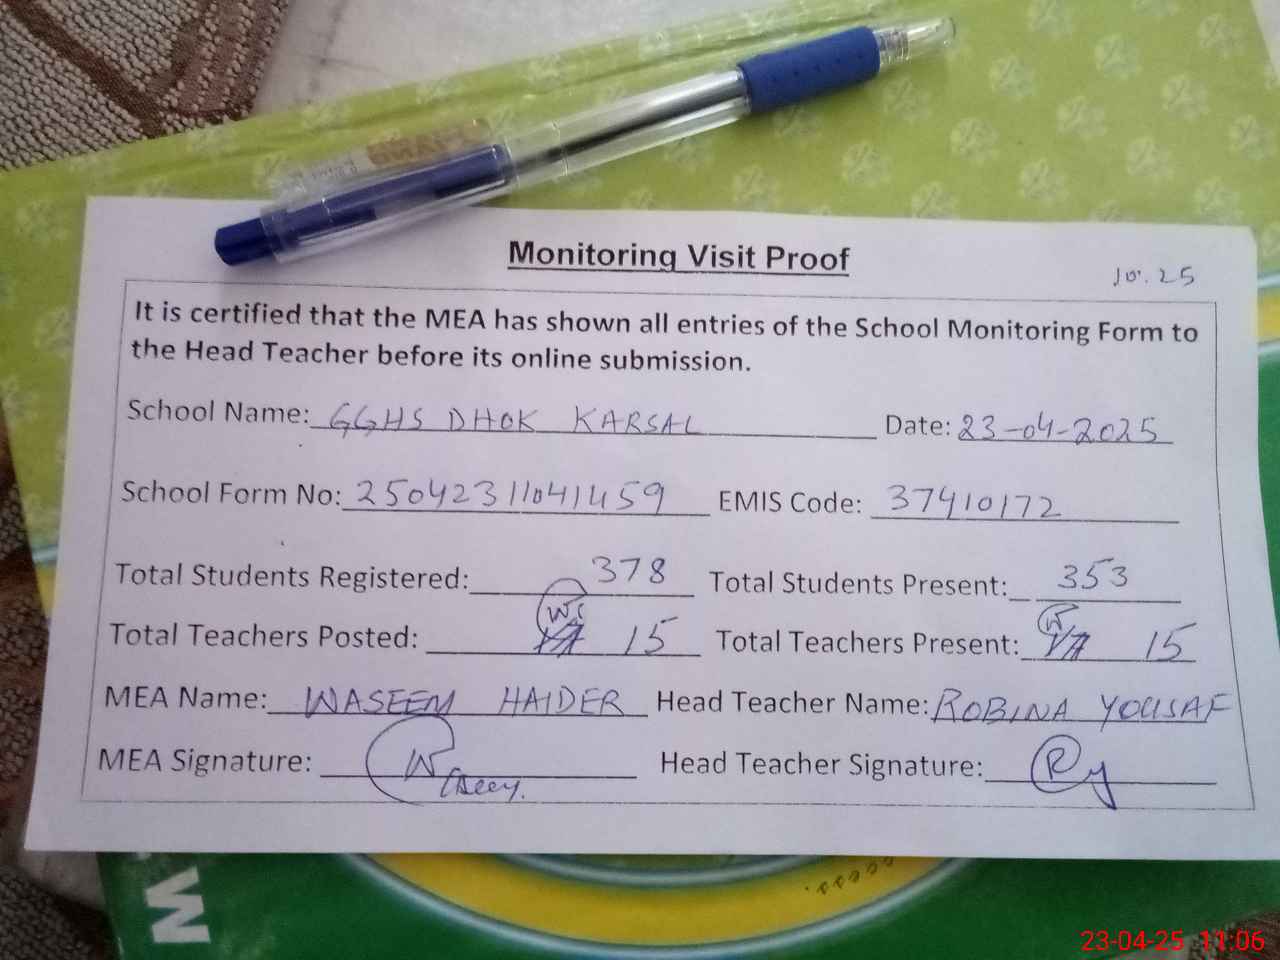 PIANO
Monitoring Visit Proof
10.25
It is certified that the MEA has shown all entries of the School Monitoring Form to
the Head Teacher before its online submission.
School Name: GGHS DHOK KARSAL Date: 23-04-2025
School Form No: 25042311041459 EMIS Code: 37410172
Total Students Registered: 378 Total Students Present: 353
Total Teachers Posted: 15 Total Teachers Present: 15
MEA Name: WASEEM HAIDER Head Teacher Name: ROBINA YOUSAF
MEA Signature: Head Teacher Signature: Ry
W
23-04-25 11:06